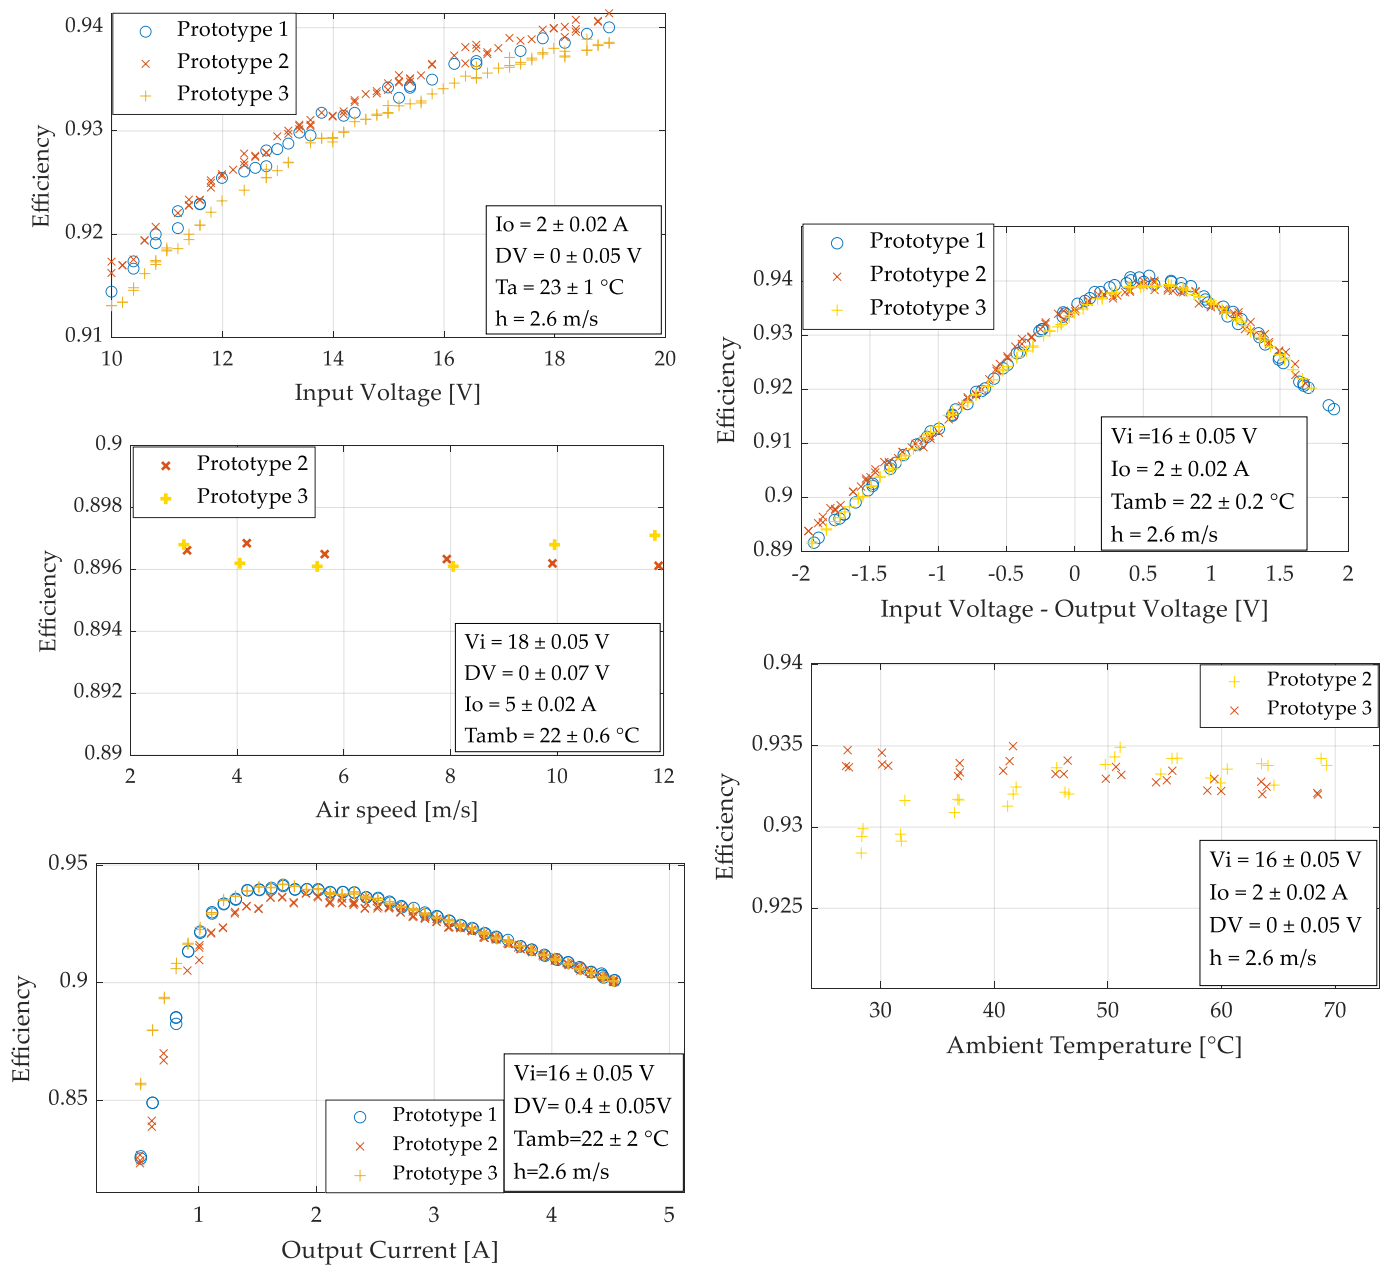 0.94
0.93
0.92
0.91
Efficiency
Prototype 1
Prototype 2
Prototype 3
Io = 2 ± 0.02 A
DV = 0 ± 0.05 V
Ta = 23 ± 1 °C
h = 2.6 m/s
10 12 14 16 18 20
Input Voltage [V]
0.9
0.898
0.896
0.894
0.892
0.89
Efficiency
Prototype 2
Prototype 3
Vi = 18 ± 0.05 V
DV = 0 ± 0.07 V
Io = 5 ± 0.02 A
Tamb = 22 ± 0.6 °C
2 4 6 8 10 12
Air speed [m/s]
0.95
0.9
0.85
Efficiency
Prototype 1
Prototype 2
Prototype 3
Vi=16 ± 0.05 V
DV= 0.4 ± 0.05V
Tamb=22 ± 2 °C
h=2.6 m/s
1 2 3 4 5
Output Current [A]
0.94
0.93
0.92
0.91
0.9
0.89
Efficiency
Prototype 1
Prototype 2
Prototype 3
Vi =16 ± 0.05 V
Io = 2 ± 0.02 A
Tamb = 22 ± 0.2 °C
h = 2.6 m/s
-2 -1.5 -1 -0.5 0 0.5 1 1.5 2
Input Voltage - Output Voltage [V]
0.94
0.935
0.93
0.925
Efficiency
Prototype 2
Prototype 3
Vi = 16 ± 0.05 V
Io = 2 ± 0.02 A
DV = 0 ± 0.05 V
h = 2.6 m/s
30 40 50 60 70
Ambient Temperature [°C]